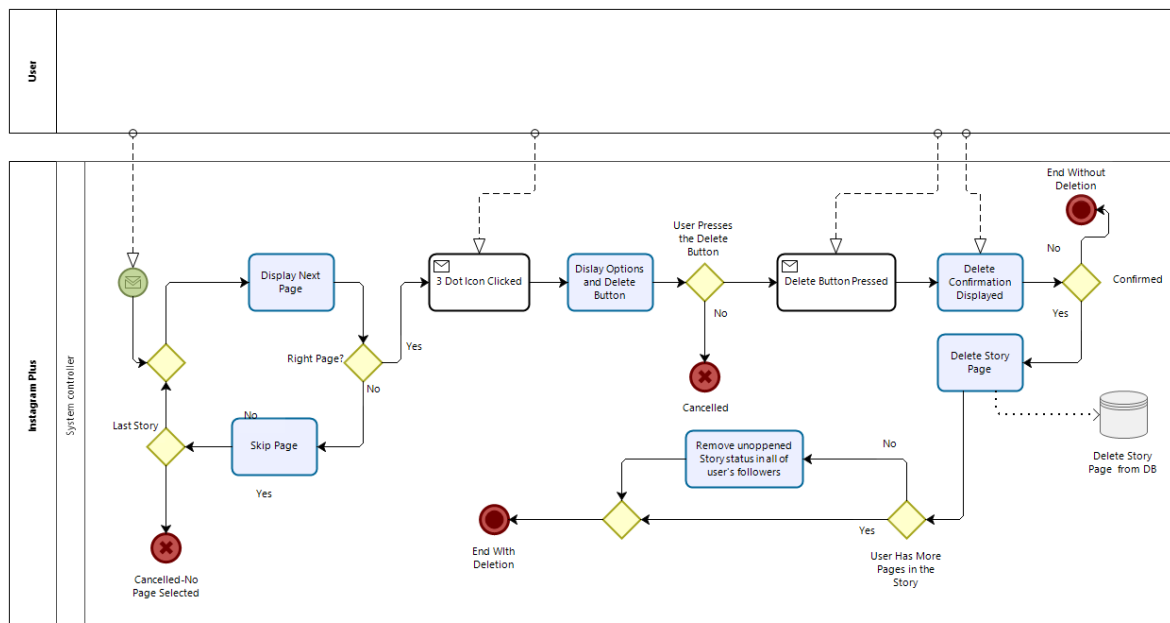 User
Instagram Plus
System controller
End Without
Deletion
User Presses
the Delete
Button
Display Next
Page
3 Dot Icon Clicked
Dislay Options
and Delete
Button
Delete Button Pressed
Delete
Confirmation
Displayed
No
Confirmed
Yes
No
Right Page?
Yes
No
Delete Story
Page
Cancelled
Last Story
No
Skip Page
Yes
Cancelled-No
Page Selected
Remove unoppened
Story status in all of
user's followers
No
Delete Story
Page from DB
Yes
End WIth
Deletion
User Has More
Pages in the
Story